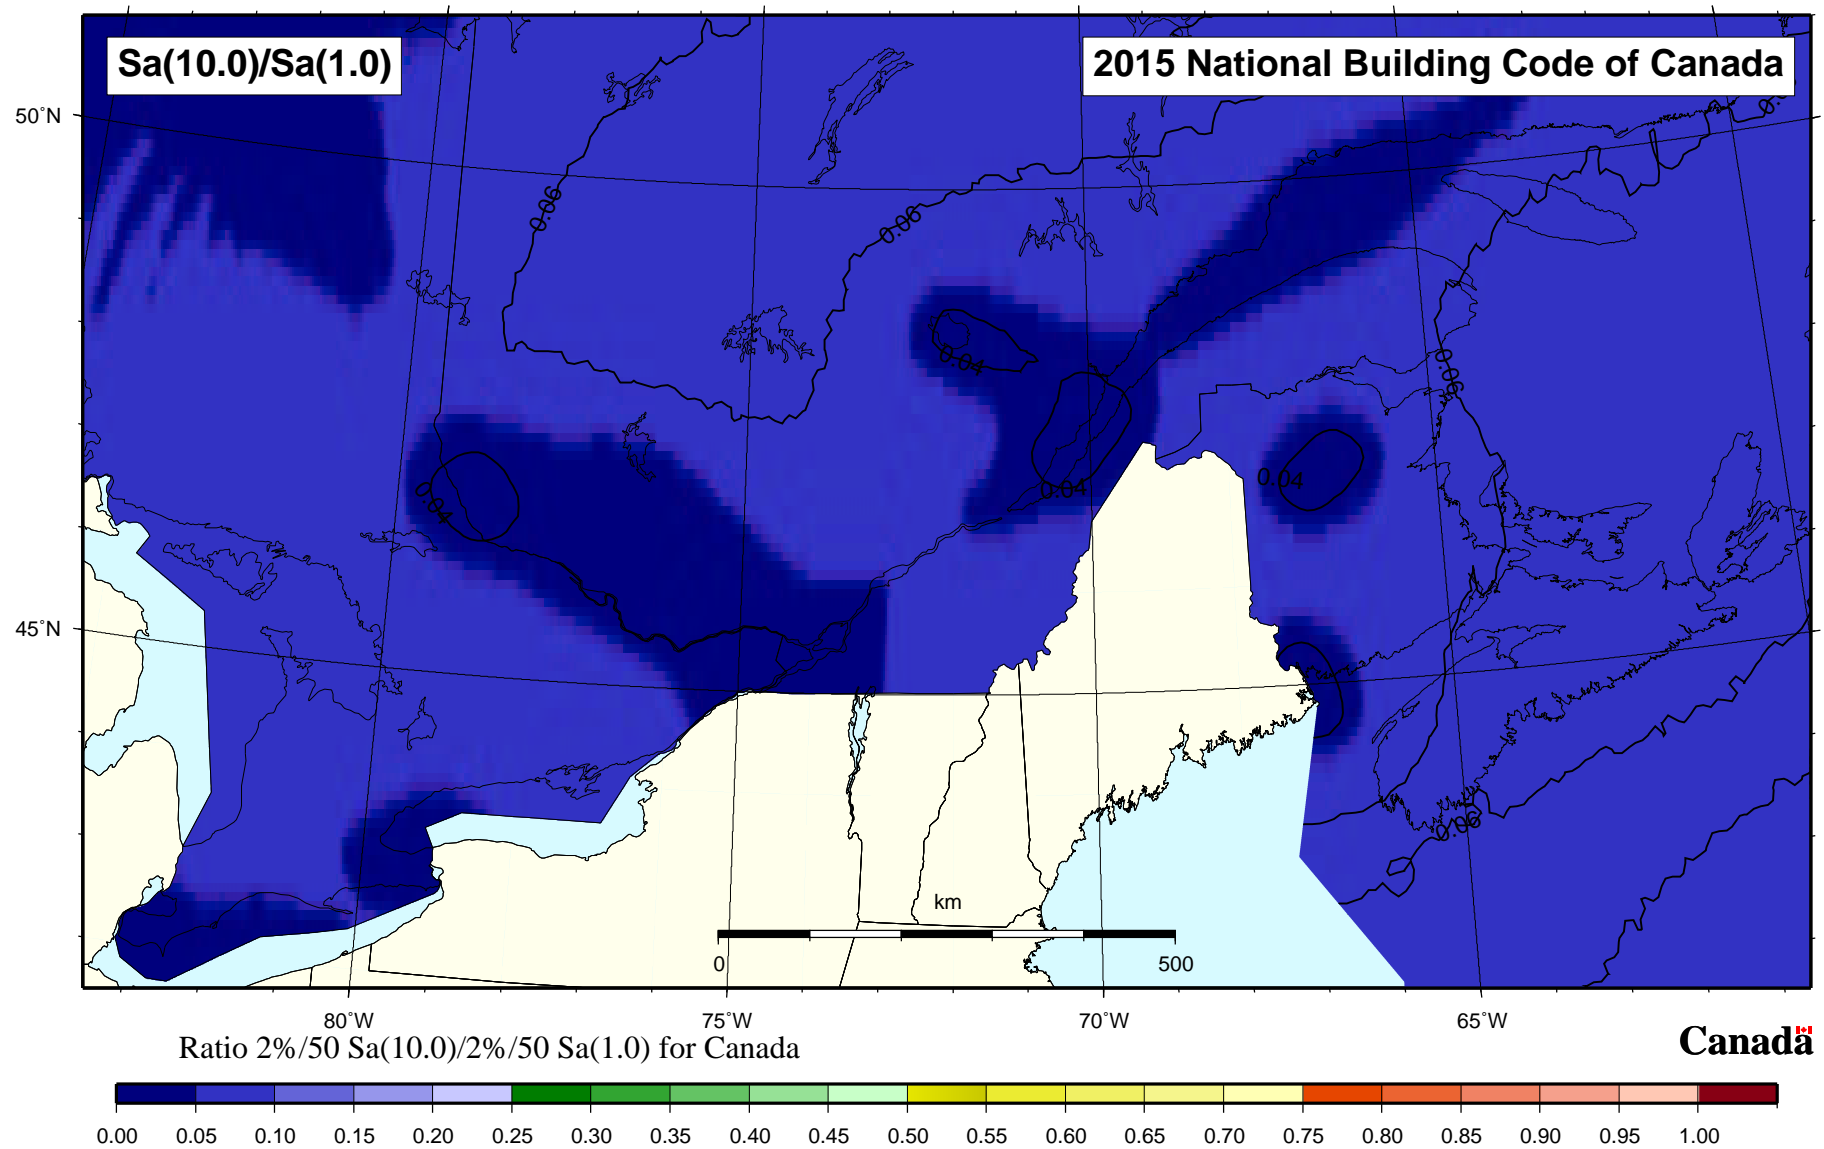 Sa(10.0)/Sa(1.0)
2015 National Building Code of Canada
50°N
45°N
0.06
0.06
0.04
0.04
0.04
0.04
0.06
0.06
km
0 500
80°W 75°W 70°W 65°W
Ratio 2%/50 Sa(10.0)/2%/50 Sa(1.0) for Canada
Canada
0.00 0.05 0.10 0.15 0.20 0.25 0.30 0.35 0.40 0.45 0.50 0.55 0.60 0.65 0.70 0.75 0.80 0.85 0.90 0.95 1.00